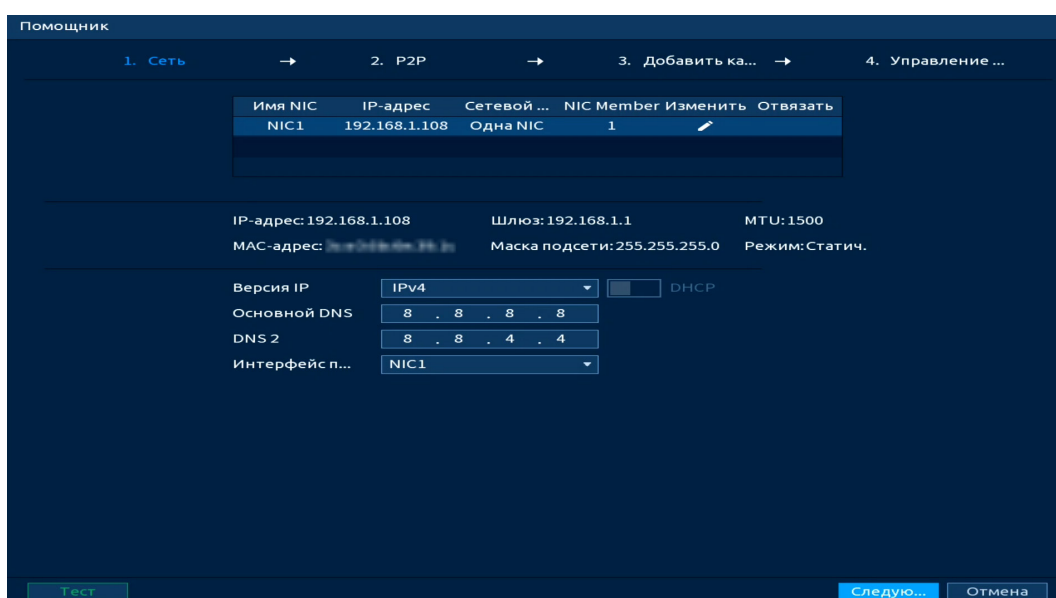 Помощник
1. Сеть → 2. P2P → 3. Добавить ка... → 4. Управление ...
Имя NIC IP-адрес Сетевой ... NIC Member Изменить Отвязать
NIC1 192.168.1.108 Одна NIC 1
IP-адрес: 192.168.1.108 Шлюз: 192.168.1.1 MTU: 1500
MAC-адрес: Маска подсети: 255.255.255.0 Режим: Статич.
Версия IP IPv4 DHCP
Основной DNS 8 . 8 . 8 . 8
DNS 2 8 . 8 . 4 . 4
Интерфейс п... NIC1
Тест Следую... Отмена